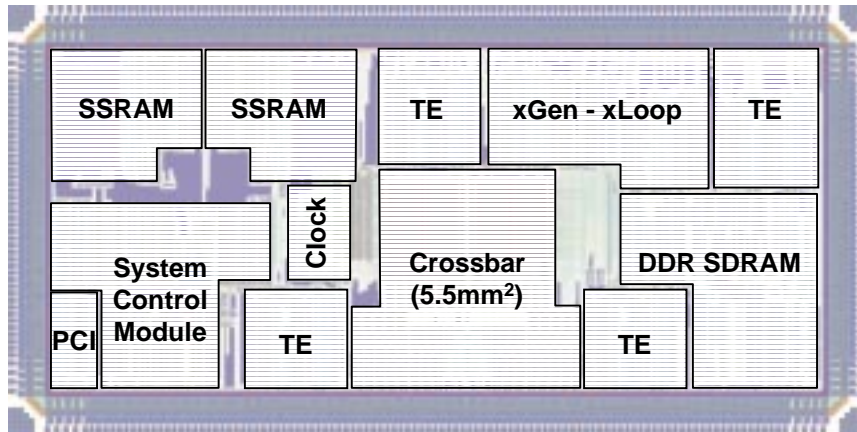 SSRAM
SSRAM
TE
xGen - xLoop
TE
Clock
System
Control
Module
Crossbar
(5.5mm²)
DDR SDRAM
PCI
TE
TE